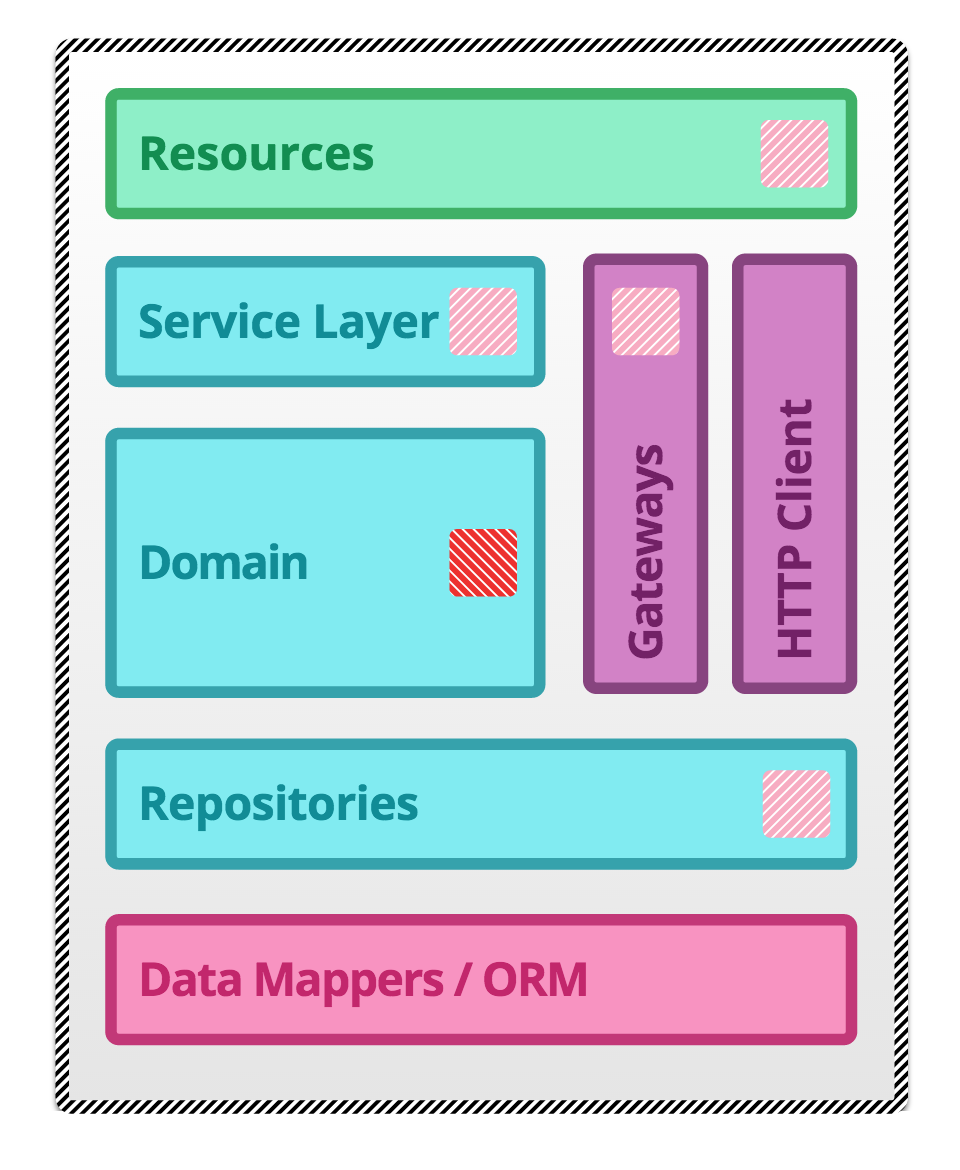 Resources
Service Layer
Gateways
HTTP Client
Domain
Repositories
Data Mappers / ORM